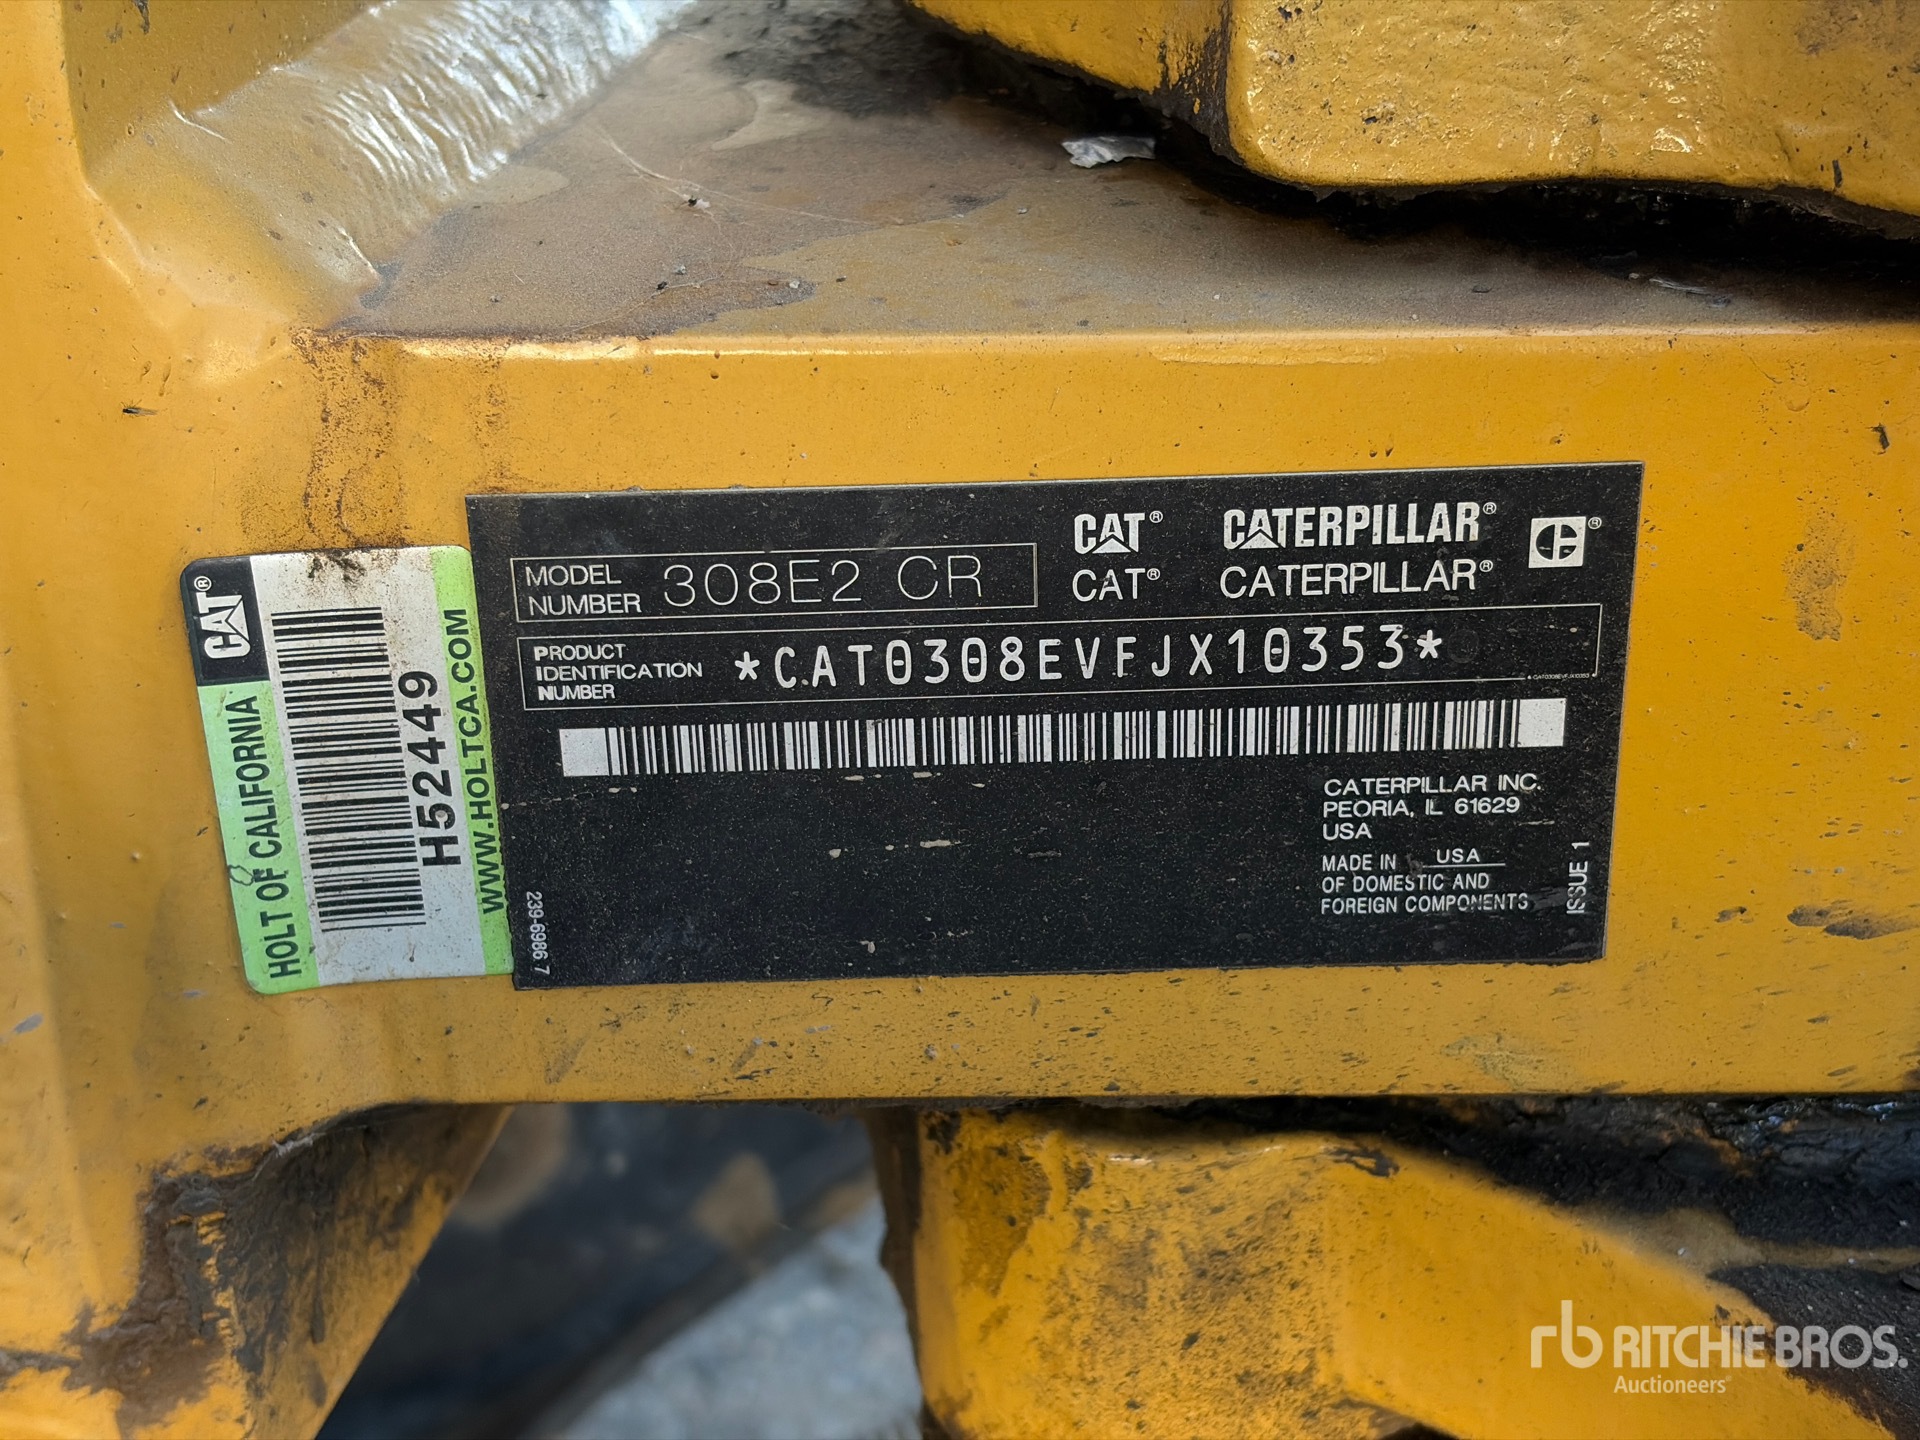 CAT®
HOLT OF CALIFORNIA
H52449
WWW.HOLTCA.COM
MODEL NUMBER 308E2 CR
CAT® CATERPILLAR®
CAT® CATERPILLAR®
PRODUCT IDENTIFICATION NUMBER *CAT0308EVFJX10353*
*CAT0308EVFJX10353*
CATERPILLAR INC.
PEORIA, IL 61629
USA
MADE IN USA
OF DOMESTIC AND
FOREIGN COMPONENTS
ISSUE 1
239-6986 7
rb RITCHIE BROS.
Auctioneers